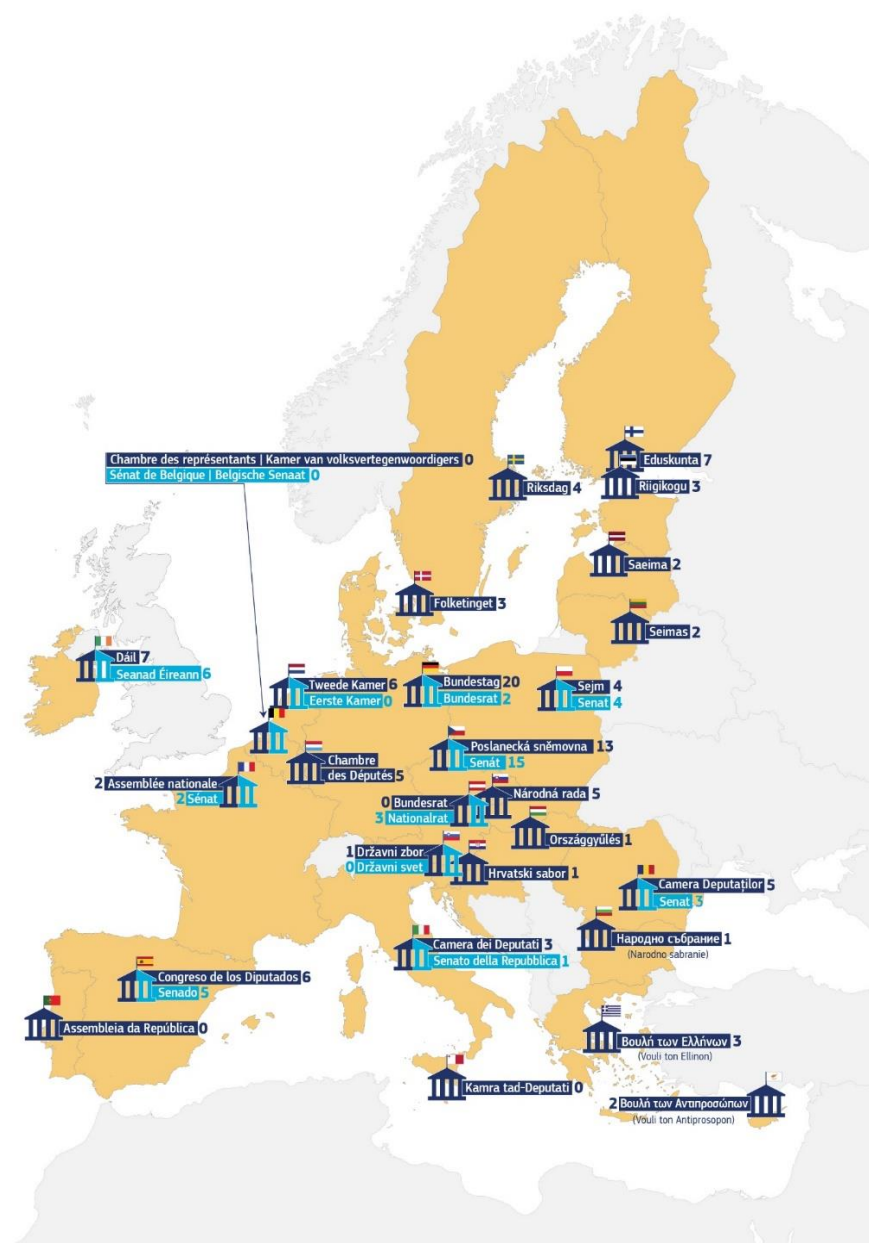 Chambre des représentants | Kamer van volksvertegenwoordigers 0
Sénat de Belgique | Belgische Senaat 0
Eduskunta 7
Riksdag 4
Riigikogu 3
Saeima 2
Folketinget 3
Seimas 2
Dáil 7
Seanad Éireann 6
Tweede Kamer 6
Eerste Kamer 0
Bundestag 20
Bundesrat 2
Sejm 4
Senat 4
Poslanecká sněmovna 13
Senát 15
Chambre
des Députés 5
2 Assemblée nationale
2 Sénat
Národná rada 5
0 Bundesrat
3 Nationalrat
Országgyűlés 1
1 Državni zbor
0 Državni svet
Hrvatski sabor 1
Camera Deputaților 5
Senat 3
Народно събрание 1
(Narodno sabranie)
Camera dei Deputati 3
Senato della Repubblica 1
Congreso de los Diputados 6
Senado 5
Assembleia da República 0
Βουλή των Ελλήνων 3
(Vouli ton Ellinon)
Kamra tad-Deputati 0
2 Βουλή των Αντιπροσώπων
(Vouli ton Antiprosopon)